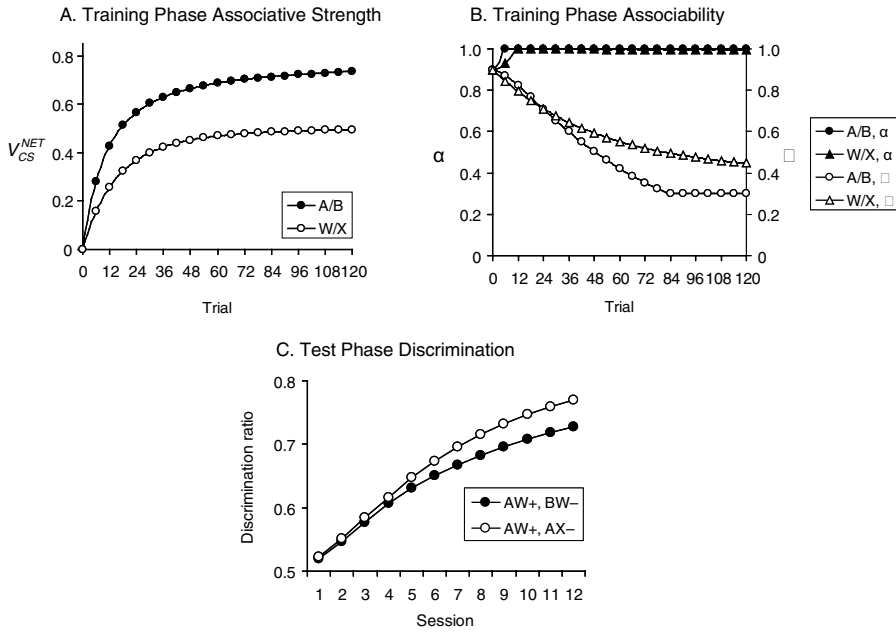 A. Training Phase Associative Strength
0.8
0.6
0.4
0.2
0
V_CS^NET
0 12 24 36 48 60 72 84 96 108 120
Trial
A/B
W/X
B. Training Phase Associability
1.0
0.8
0.6
0.4
0.2
0
α
1.0
0.8
0.6
0.4
0.2
0
□
0 12 24 36 48 60 72 84 96 108 120
Trial
A/B, α
W/X, α
A/B, □
W/X, □
C. Test Phase Discrimination
0.8
0.7
0.6
0.5
Discrimination ratio
1 2 3 4 5 6 7 8 9 10 11 12
Session
AW+, BW–
AW+, AX–